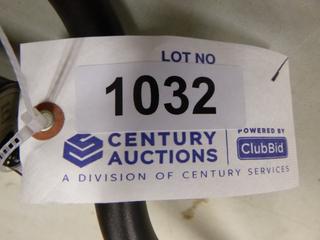 LOT NO
1032
CENTURY AUCTIONS
POWERED BY
ClubBid
A DIVISION OF CENTURY SERVICES